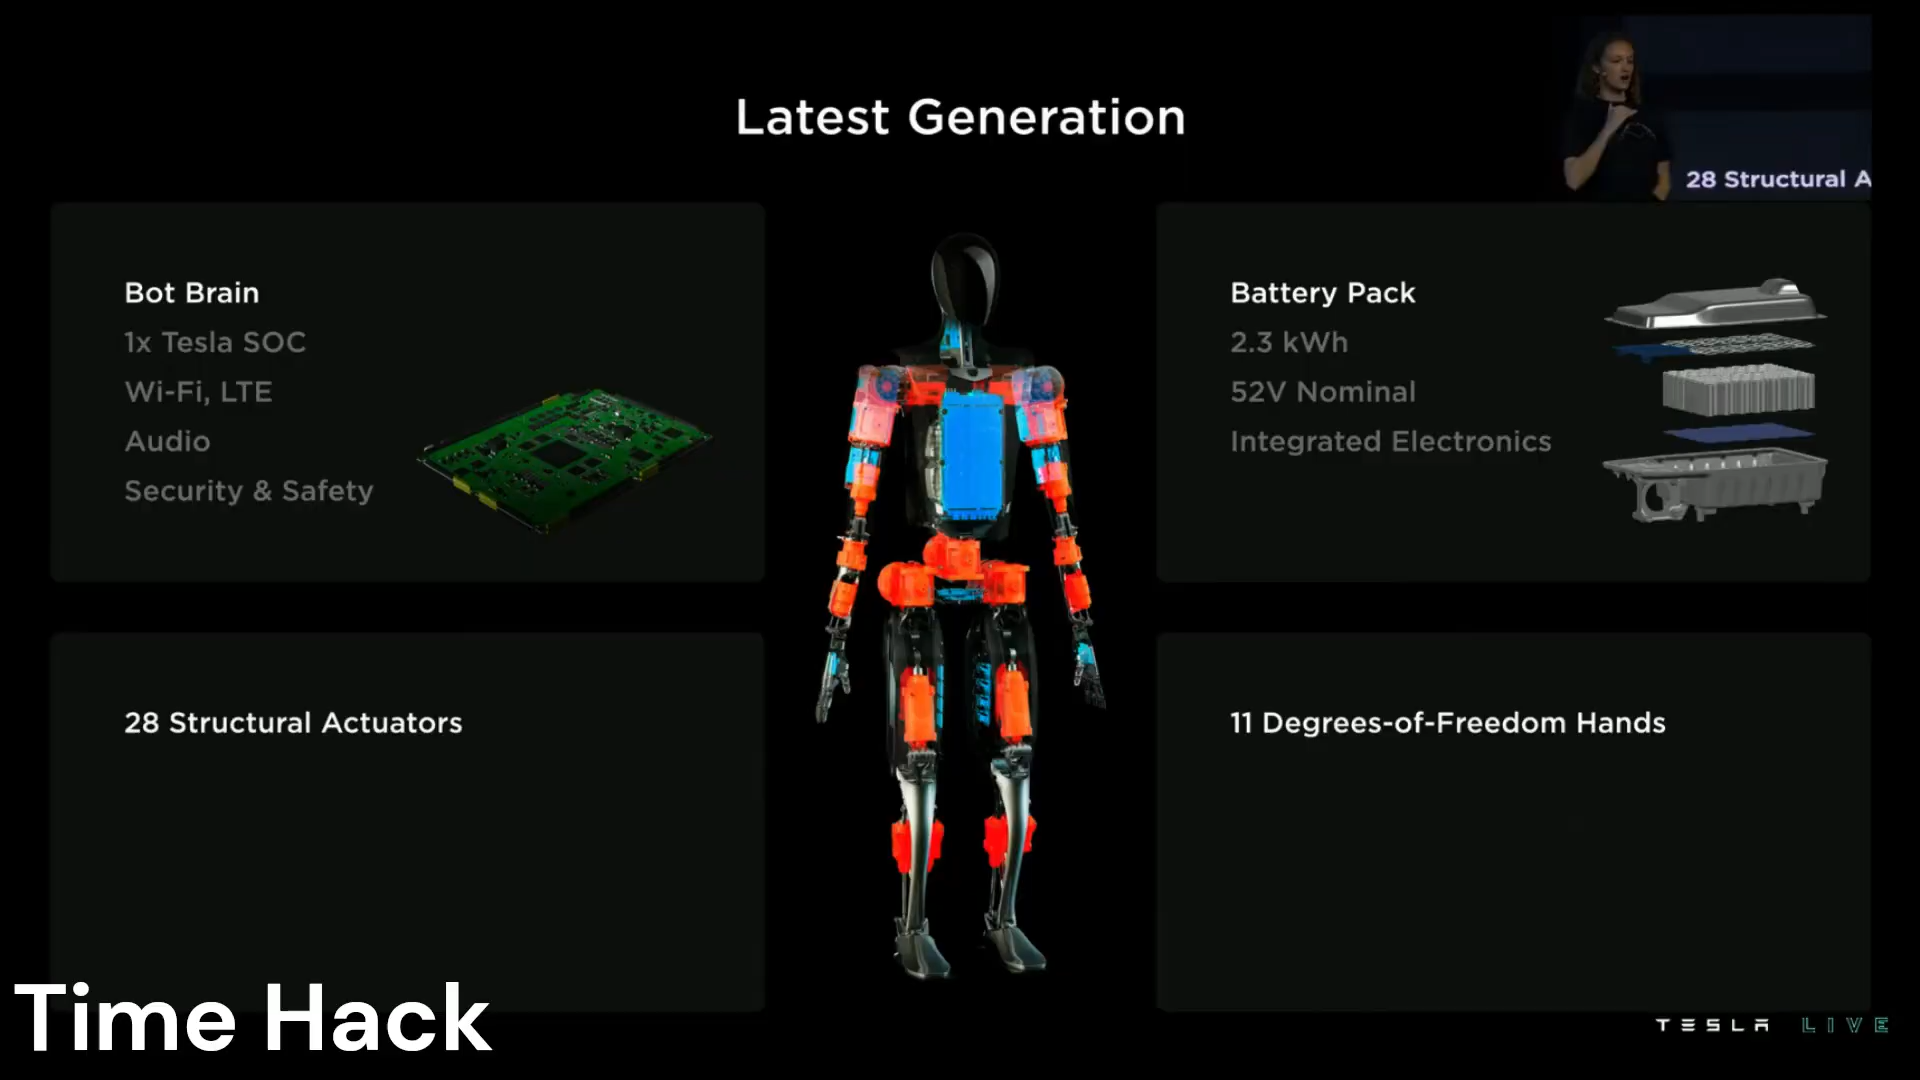 Latest Generation
28 Structural A
Bot Brain
1x Tesla SOC
Wi-Fi, LTE
Audio
Security & Safety
Battery Pack
2.3 kWh
52V Nominal
Integrated Electronics
28 Structural Actuators
11 Degrees-of-Freedom Hands
Time Hack
TESLA LIVE